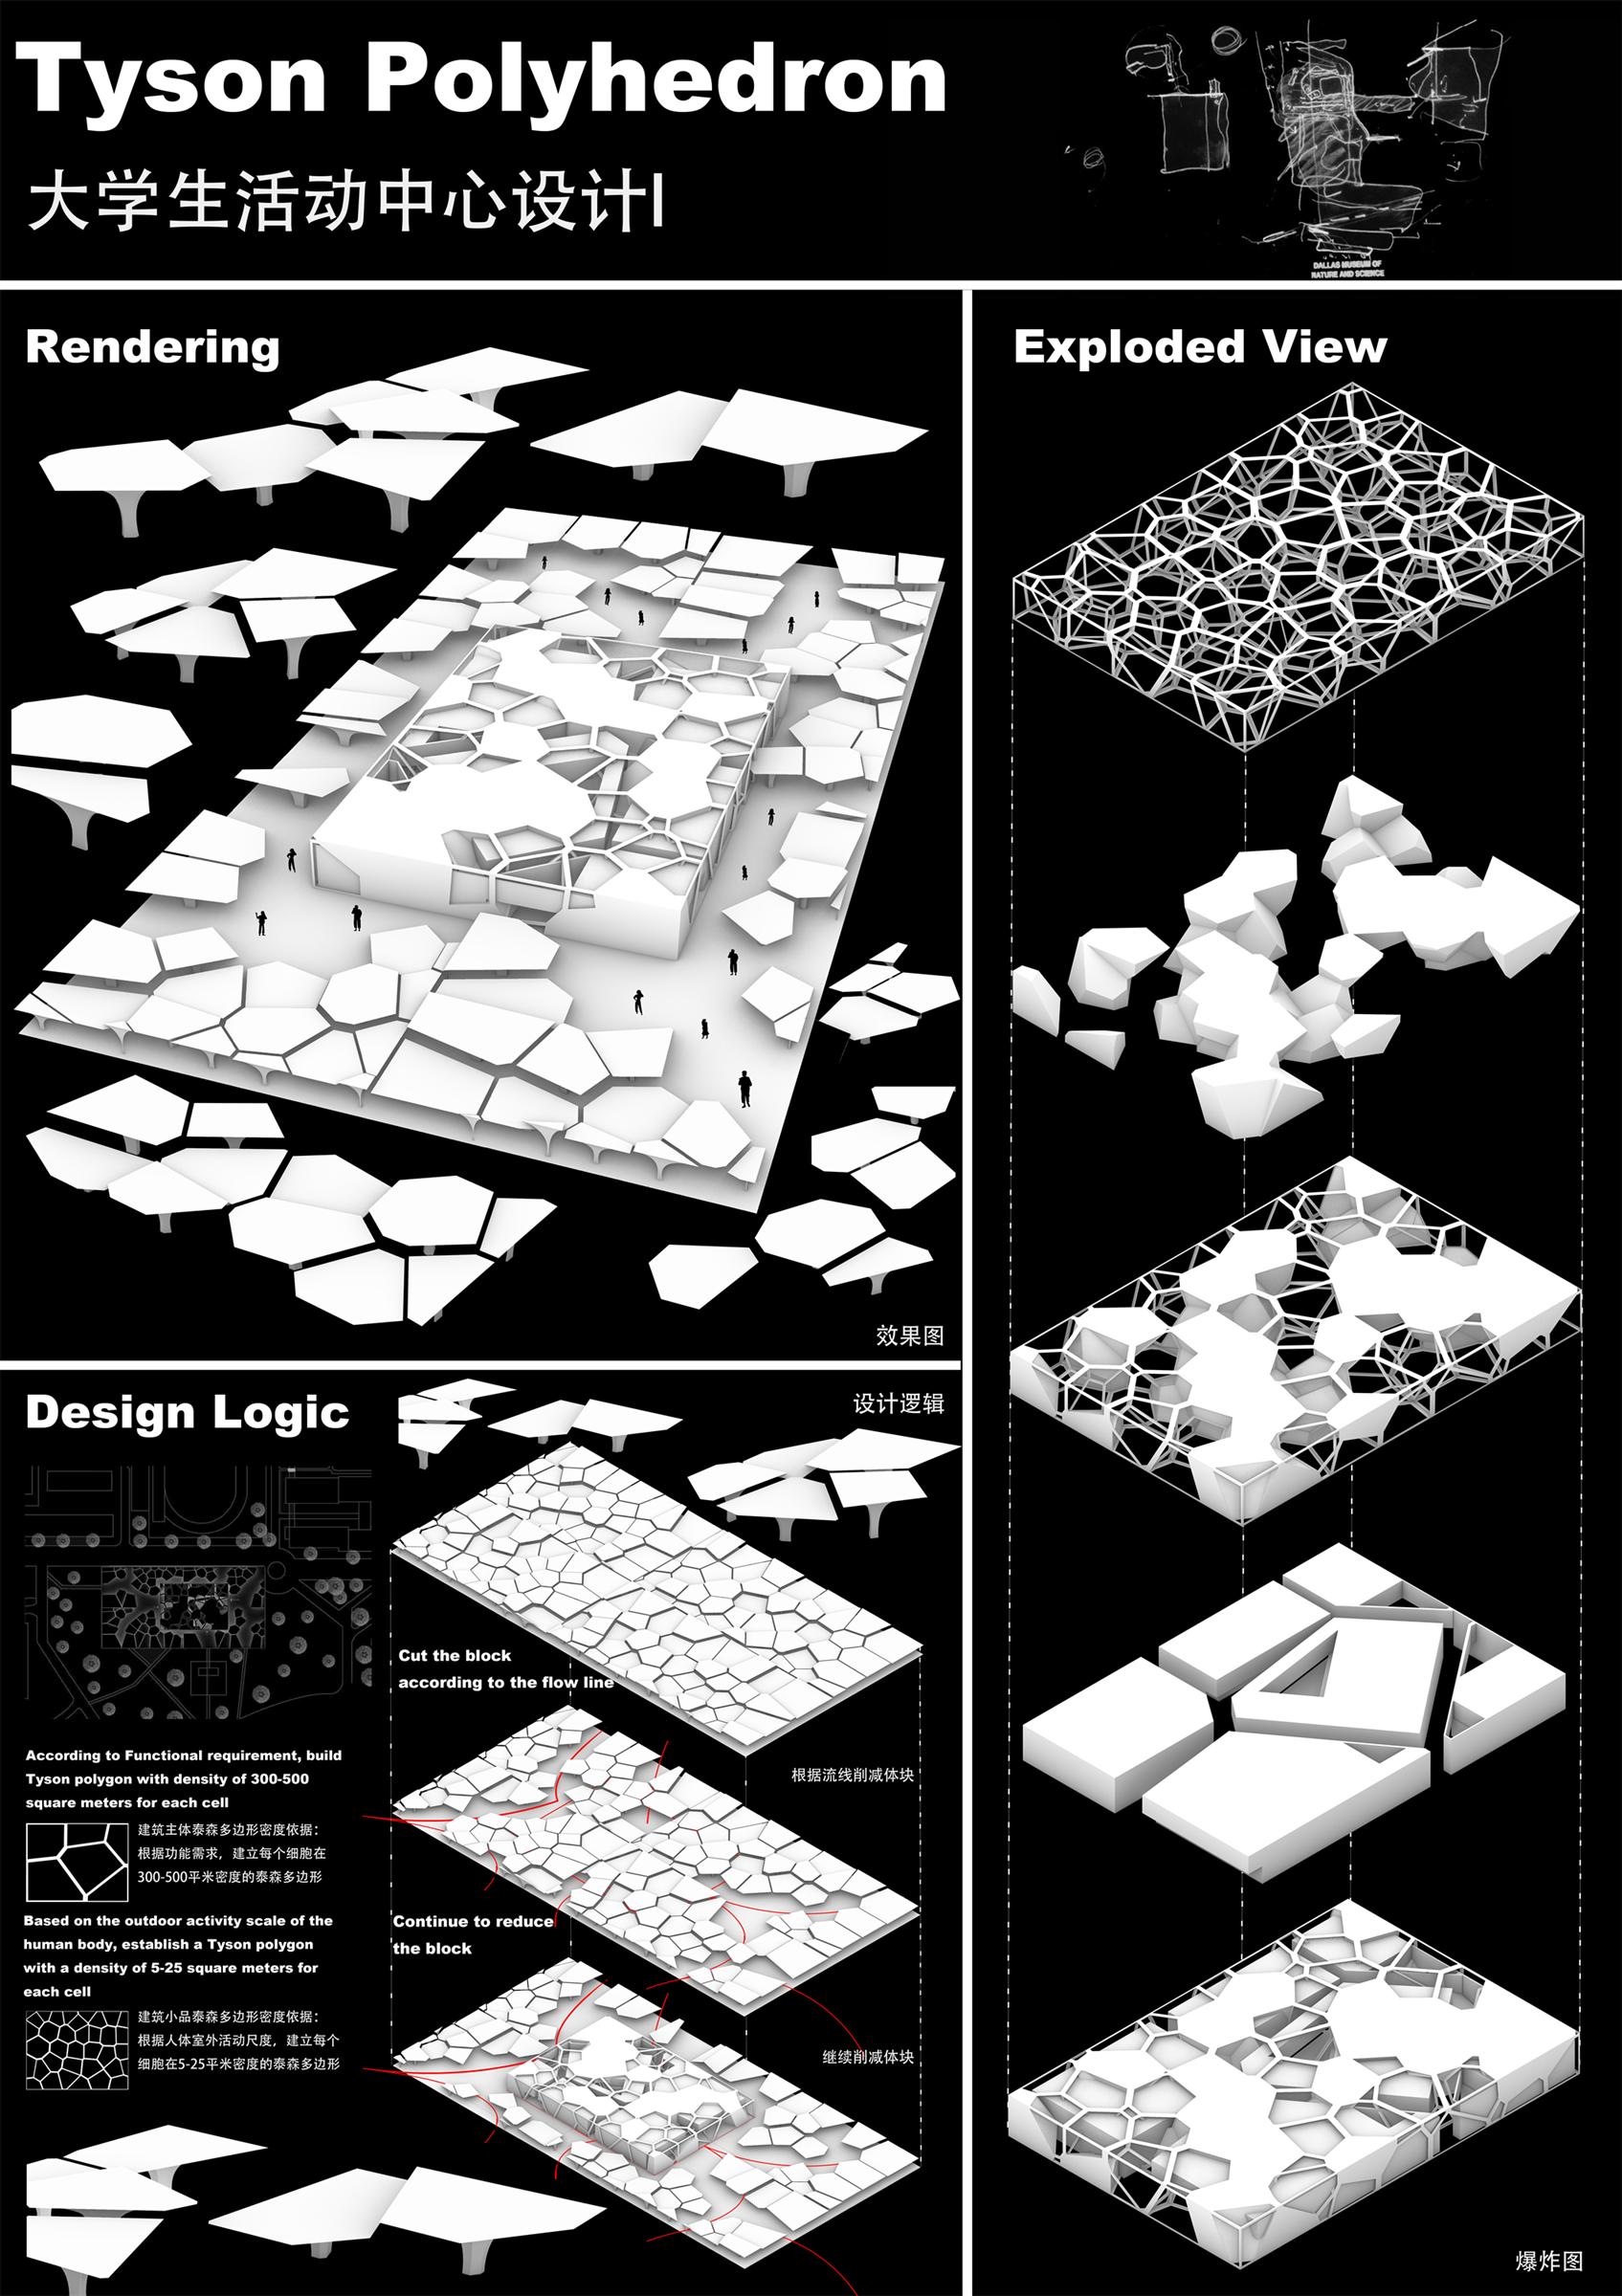 Tyson Polyhedron
大学生活动中心设计I
DALLAS MUSEUM OF
NATURE AND SCIENCE
Rendering
效果图
Exploded View
爆炸图
Design Logic
设计逻辑
Cut the block
according to the flow line
根据流线削减体块
According to Functional requirement, build
Tyson polygon with density of 300-500
square meters for each cell
建筑主体泰森多边形密度依据：
根据功能需求，建立每个细胞在
300-500平米密度的泰森多边形
Based on the outdoor activity scale of the
human body, establish a Tyson polygon
with a density of 5-25 square meters for
each cell
建筑小品泰森多边形密度依据：
根据人体室外活动尺度，建立每个
细胞在5-25平米密度的泰森多边形
Continue to reduce
the block
继续削减体块